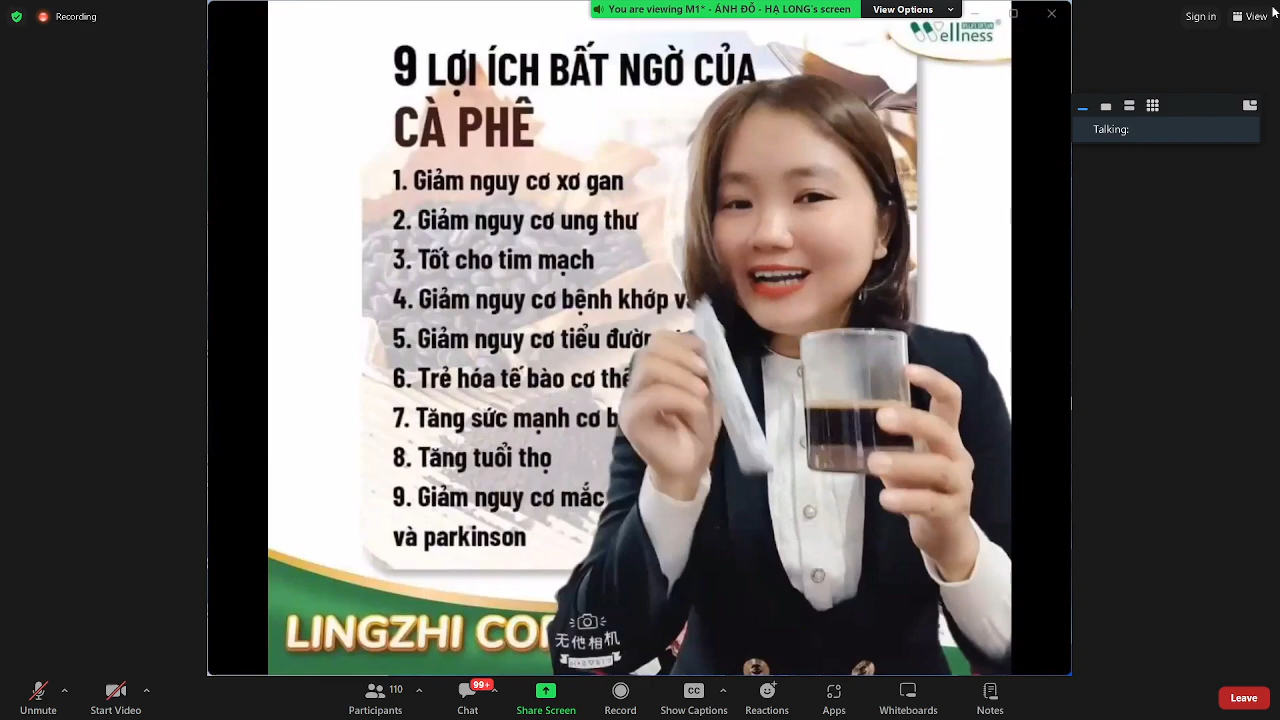 Recording
You are viewing M1* - ÁNH ĐỖ - HẠ LONG's screen
View Options
Sign in
View
Wellness
Talking:
9 LỢI ÍCH BẤT NGỜ CỦA
CÀ PHÊ
1. Giảm nguy cơ xơ gan
2. Giảm nguy cơ ung thư
3. Tốt cho tim mạch
4. Giảm nguy cơ bệnh khớp
5. Giảm nguy cơ tiểu
6. Trẻ hóa tế bào cơ
7. Tăng sức mạnh cơ
8. Tăng tuổi thọ
9. Giảm nguy cơ mắc
và parkinson
LINGZHI
无他相机
Unmute
Start Video
Participants
110
Chat
99+
Share Screen
Record
CC
Show Captions
Reactions
Apps
Whiteboards
Notes
Leave